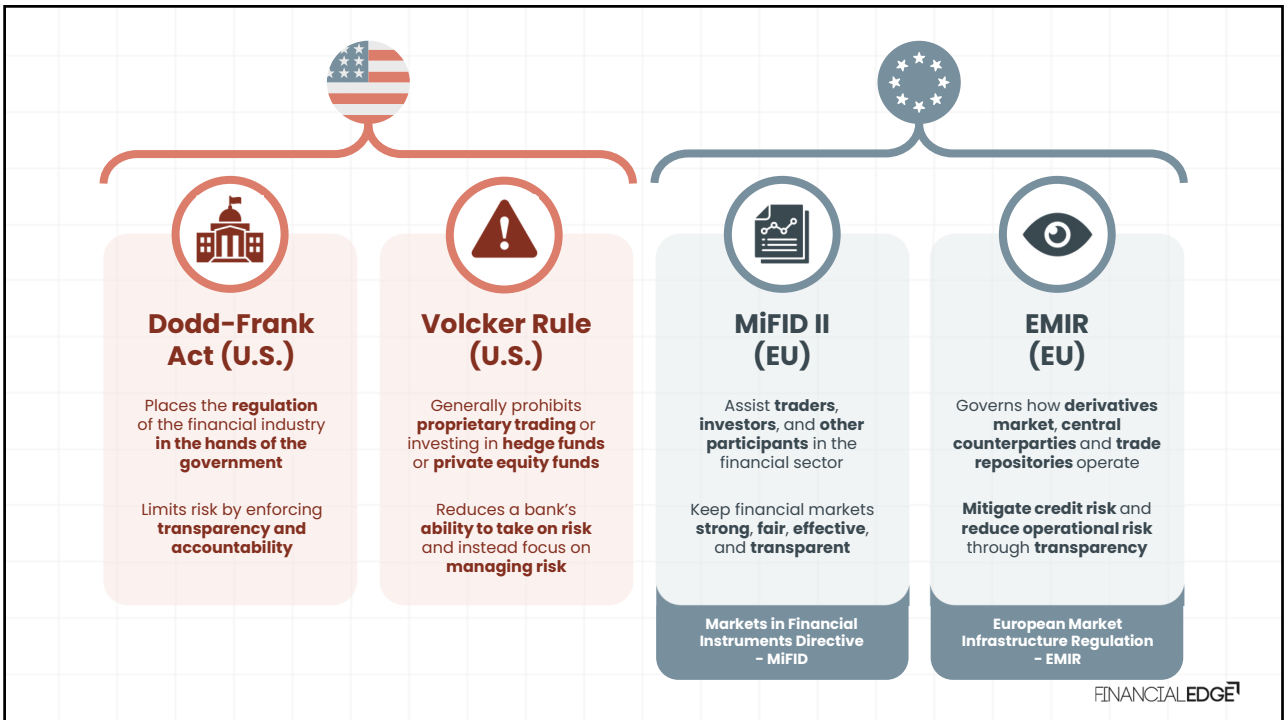 Dodd-Frank
Act (U.S.)
Places the regulation
of the financial industry
in the hands of the
government
Limits risk by enforcing
transparency and
accountability
Volcker Rule
(U.S.)
Generally prohibits
proprietary trading or
investing in hedge funds
or private equity funds
Reduces a bank's
ability to take on risk
and instead focus on
managing risk
MiFID II
(EU)
Assist traders,
investors, and other
participants in the
financial sector
Keep financial markets
strong, fair, effective,
and transparent
Markets in Financial
Instruments Directive
- MiFID
EMIR
(EU)
Governs how derivatives
market, central
counterparties and trade
repositories operate
Mitigate credit risk and
reduce operational risk
through transparency
European Market
Infrastructure Regulation
- EMIR
FINANCIALEDGE